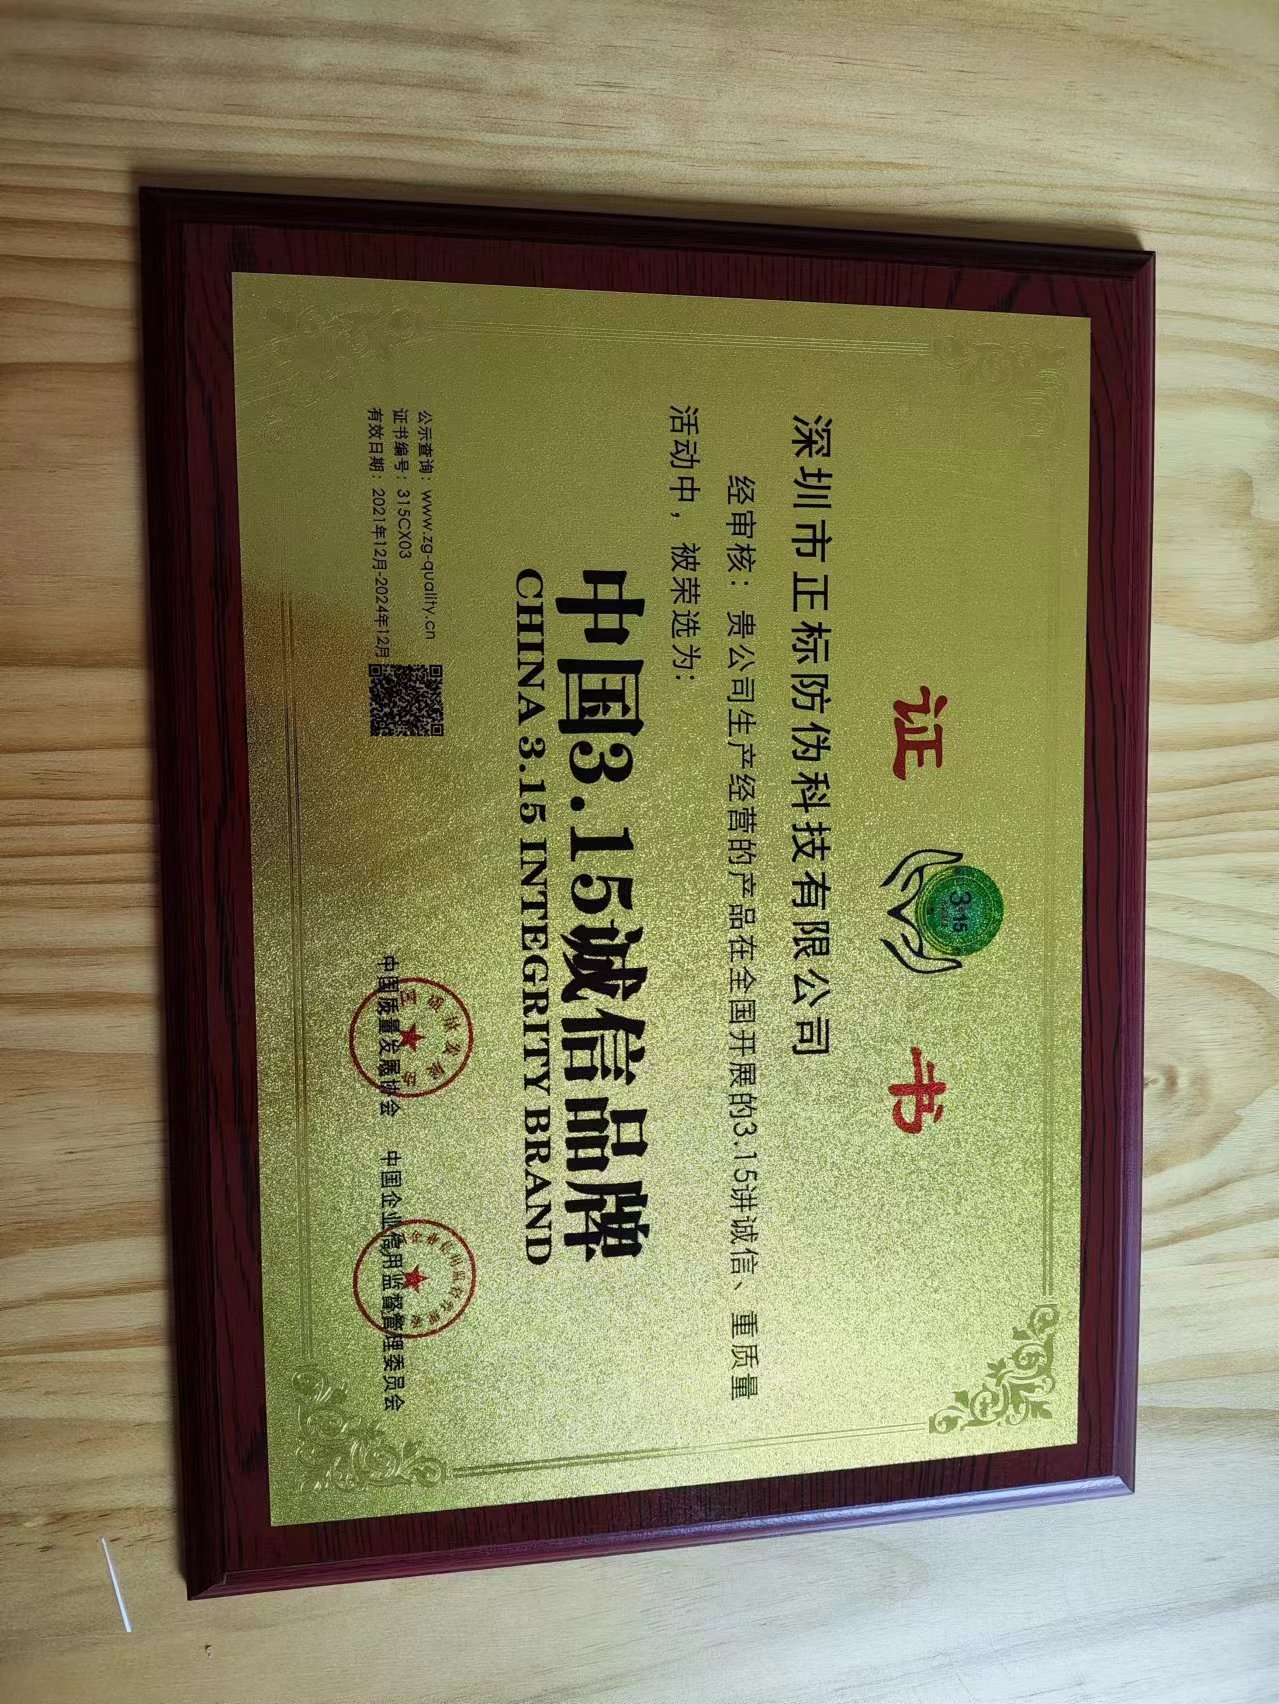 证 书
3·15
深圳市正标防伪科技有限公司
经审核：贵公司生产经营的产品在全国开展的3.15讲诚信、重质量
活动中，被荣选为：
中国3.15诚信品牌
CHINA 3.15 INTEGRITY BRAND
公示查询：www.zg-quality.cn
证书编号：315CX03
有效日期：2021年12月-2024年12月
中国质量发展协会 中国企业信用监督管理委员会